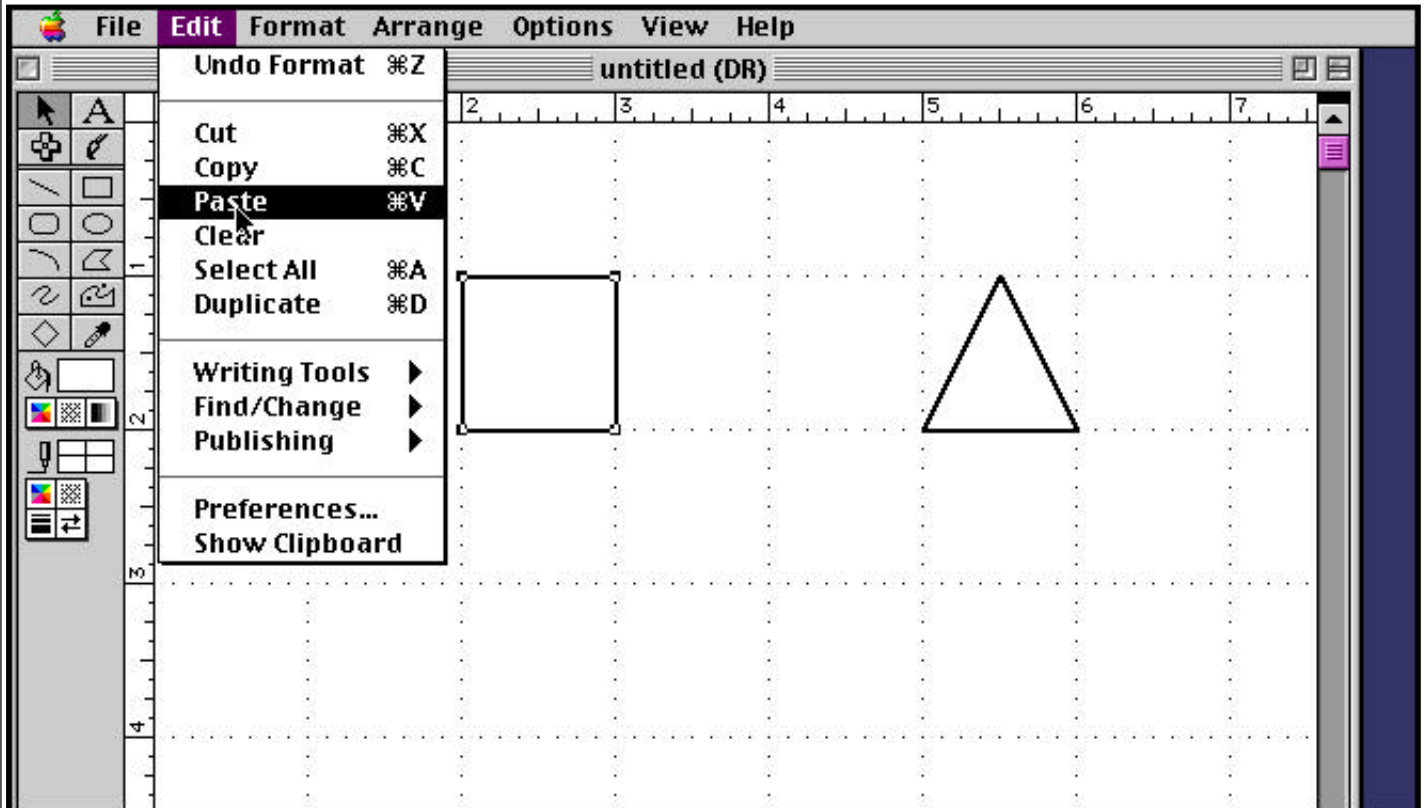 File Edit Format Arrange Options View Help
untitled (DR)
Undo Format ⌘Z
Cut ⌘X
Copy ⌘C
Paste ⌘V
Clear
Select All ⌘A
Duplicate ⌘D
Writing Tools
Find/Change
Publishing
Preferences...
Show Clipboard
A
2 3 4 5 6 7
1
2
3
4